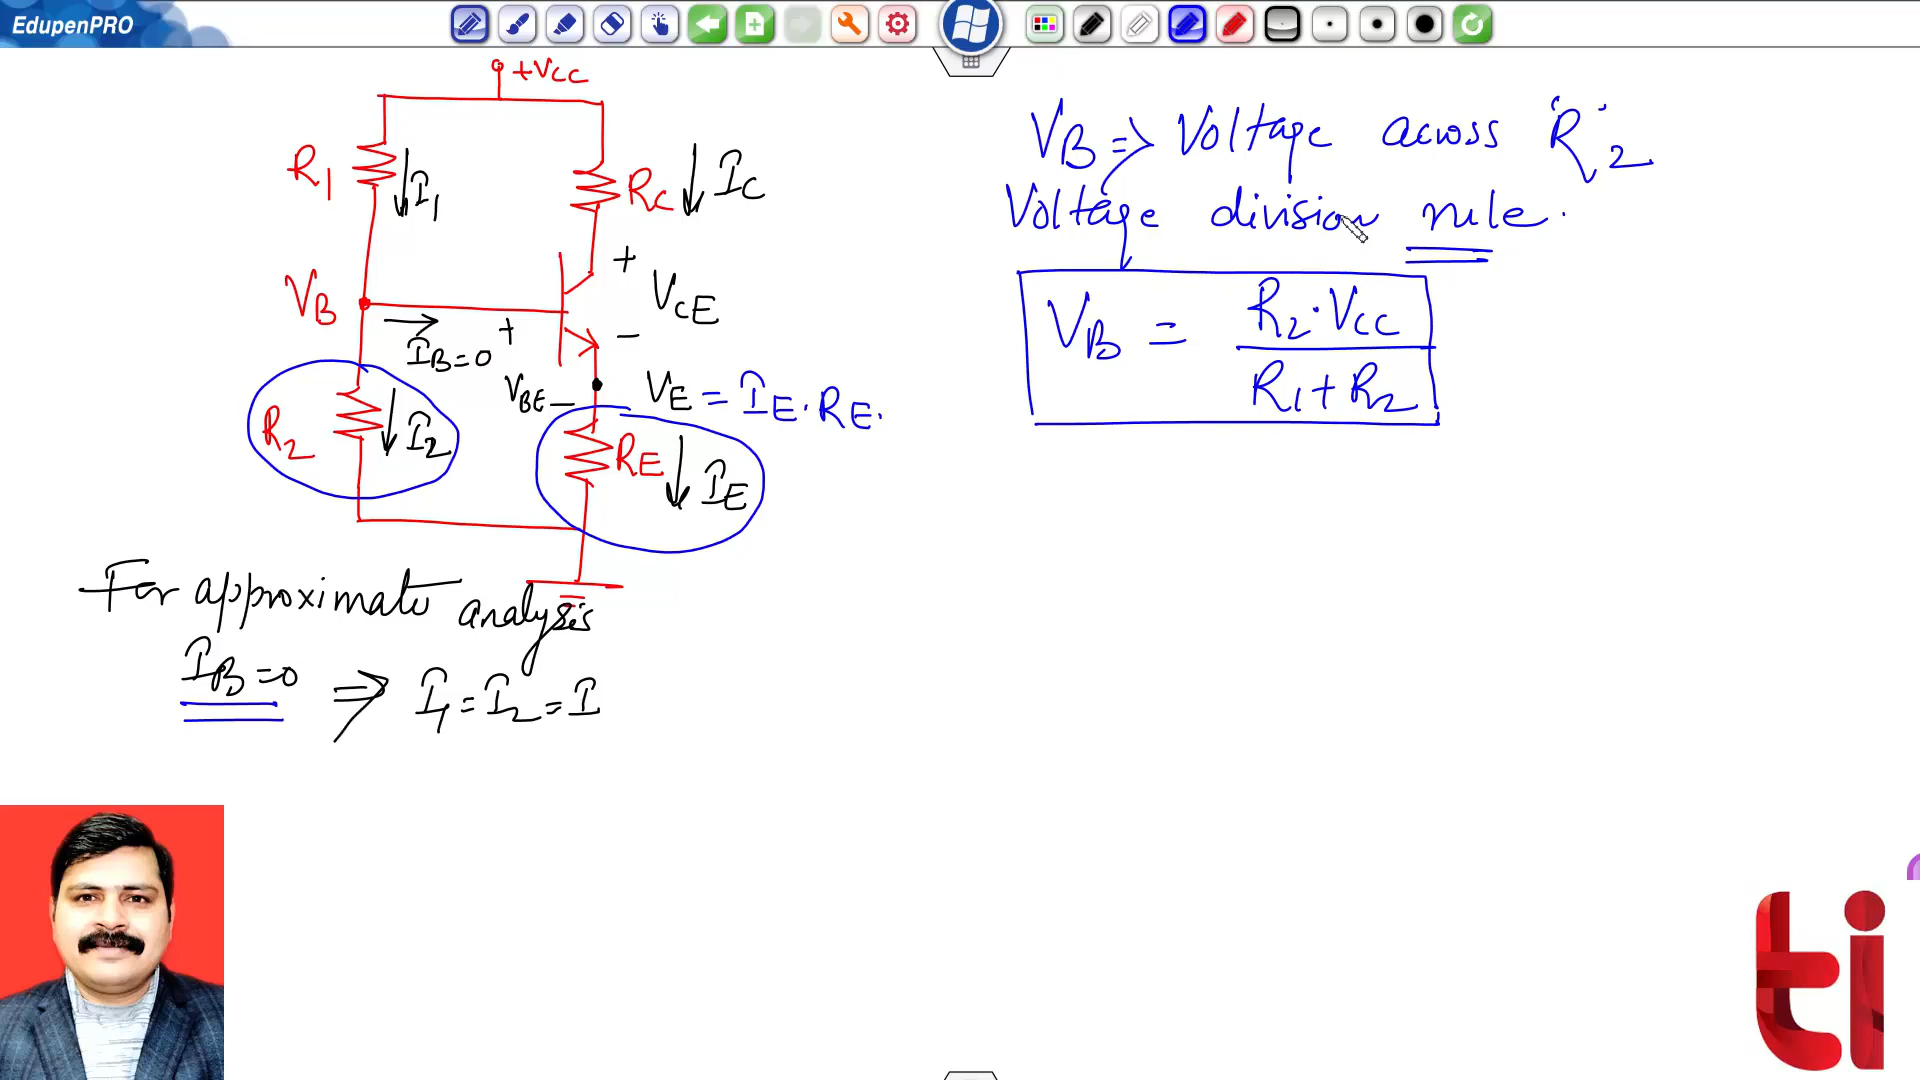 EdupenPRO
+VCC
R1
I1
RC
IC
VB
IB=0
+
+
VCE
-
VBE -
VE = IE·RE·
R2
I2
RE
IE
For approximate analysis
IB=0 ⇒ I1=I2=I
VB => Voltage across 'R2'
Voltage division rule.
VB = R2·VCC
R1+R2
ti